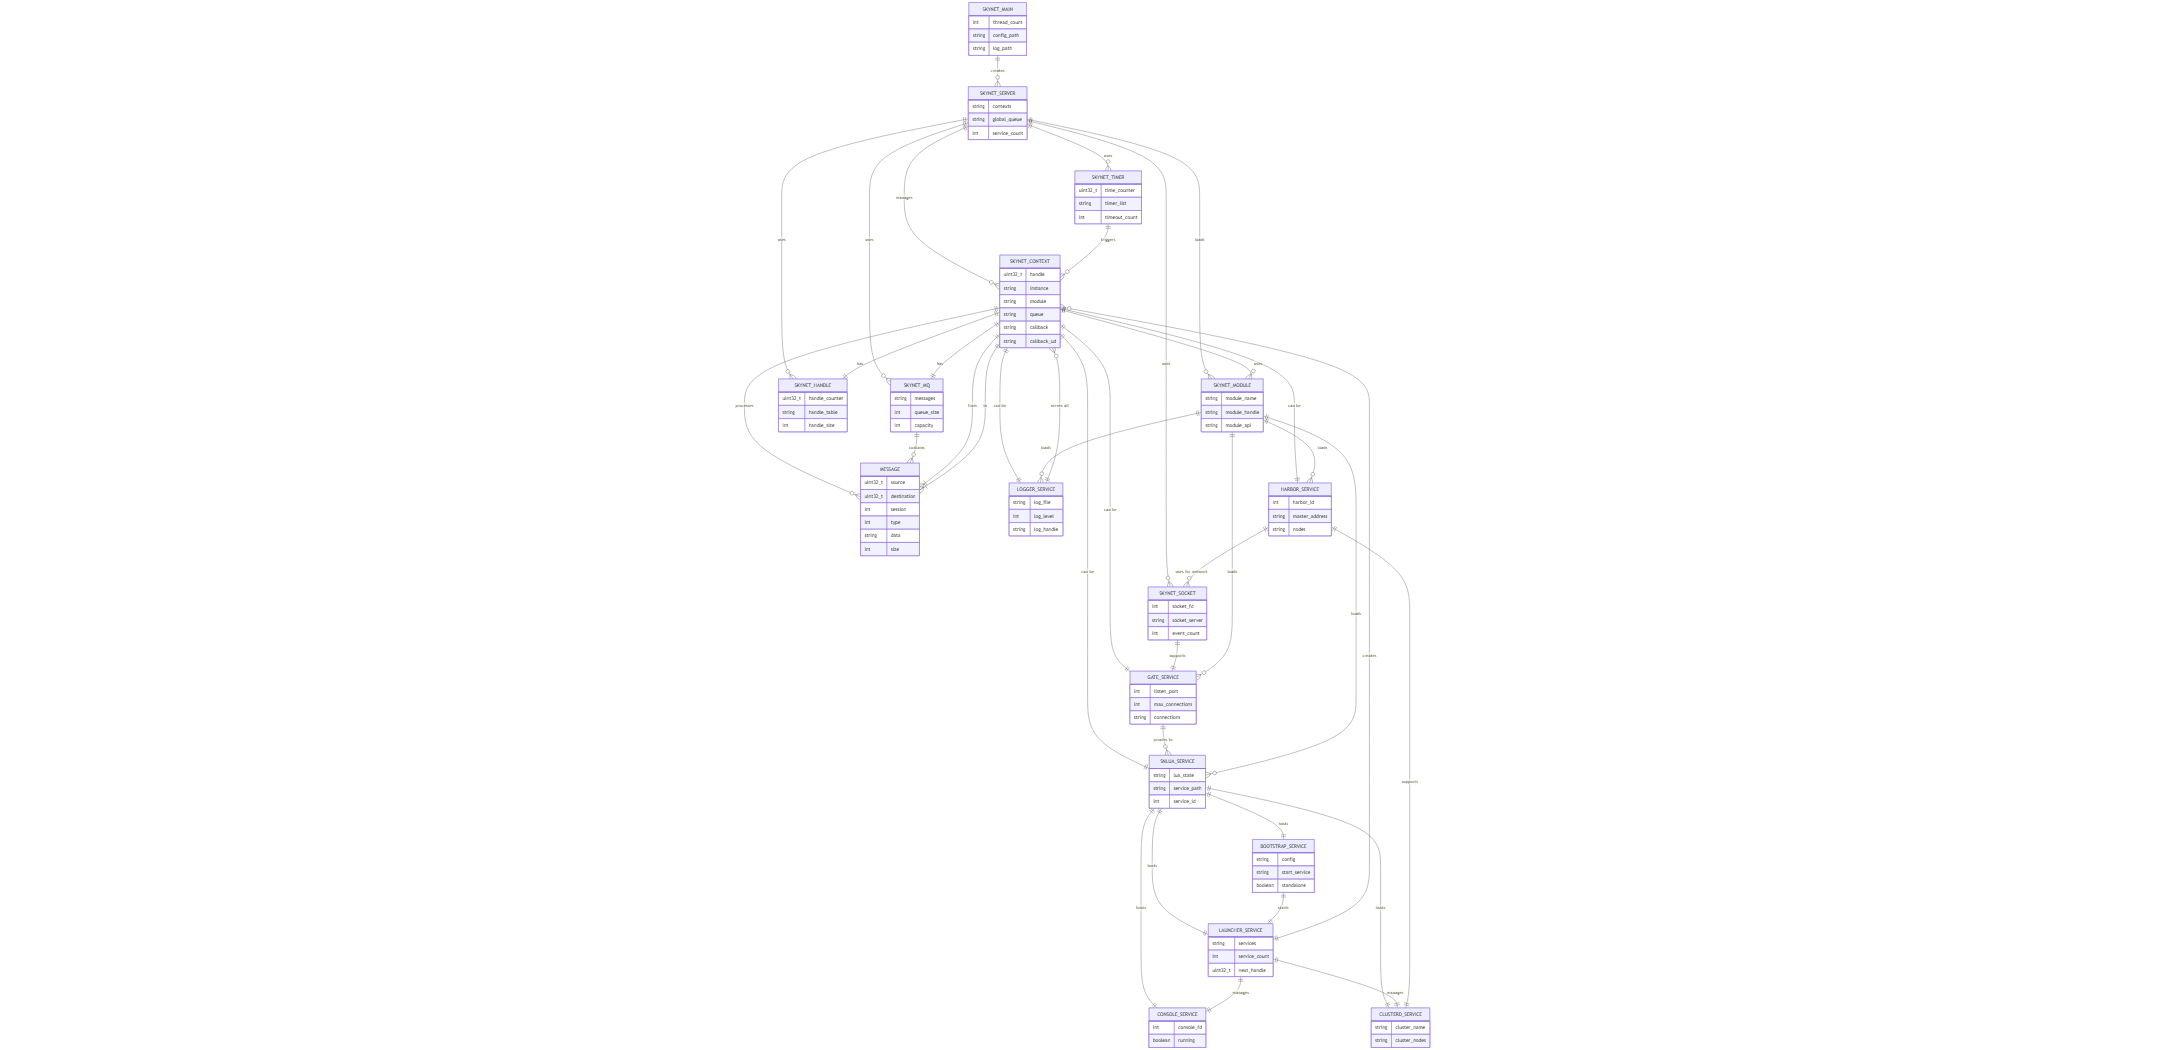 SKYNET_MAIN
int thread_count
string config_path
string log_path
creates
SKYNET_SERVER
string contexts
string global_queue
int service_count
uses
SKYNET_TIMER
uint32_t time_counter
string timer_list
int timeout_count
manages
uses
uses
uses
loads
triggers
SKYNET_CONTEXT
uint32_t handle
string instance
string module
string queue
string callback
string callback_ud
has
has
uses
SKYNET_HANDLE
uint32_t handle_counter
string handle_table
int handle_size
SKYNET_MQ
string messages
int queue_size
int capacity
SKYNET_MODULE
string module_name
string module_handle
string module_api
processes
from
to
can be
serves all
can be
contains
loads
loads
MESSAGE
uint32_t source
uint32_t destination
int session
int type
string data
int size
LOGGER_SERVICE
string log_file
int log_level
string log_handle
HARBOR_SERVICE
int harbor_id
string master_address
string nodes
can be
can be
uses for network
loads
SKYNET_SOCKET
int socket_fd
string socket_server
int event_count
loads
supports
creates
GATE_SERVICE
int listen_port
int max_connections
string connections
SNLUA_SERVICE
string lua_state
string service_path
int service_id
supports
loads
BOOTSTRAP_SERVICE
string config
string start_service
boolean standalone
loads
loads
loads
LAUNCHER_SERVICE
string services
int service_count
uint32_t next_handle
manages
manages
CONSOLE_SERVICE
int console_fd
boolean running
CLUSTERD_SERVICE
string cluster_name
string cluster_nodes